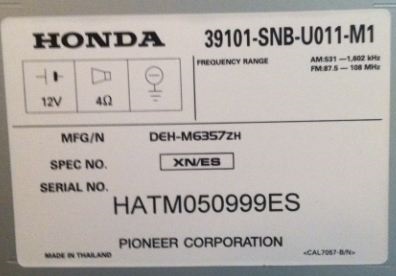 HONDA 39101-SNB-U011-M1
FREQUENCY RANGE AM:531 —1,602 kHz
FM:87.5 — 108 MHz
12V 4Ω
MFG/N DEH-M6357ZH
SPEC NO. XN/ES
SERIAL NO.
HATM050999ES
PIONEER CORPORATION
MADE IN THAILAND <CAL7057-B/N>